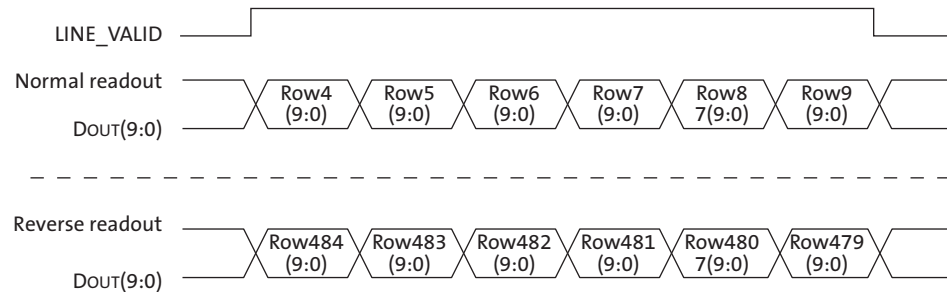 LINE_VALID
Normal readout
Row4 Row5 Row6 Row7 Row8 Row9
(9:0) (9:0) (9:0) (9:0) 7(9:0) (9:0)
DOUT(9:0)
Reverse readout
Row484 Row483 Row482 Row481 Row480 Row479
(9:0) (9:0) (9:0) (9:0) 7(9:0) (9:0)
DOUT(9:0)